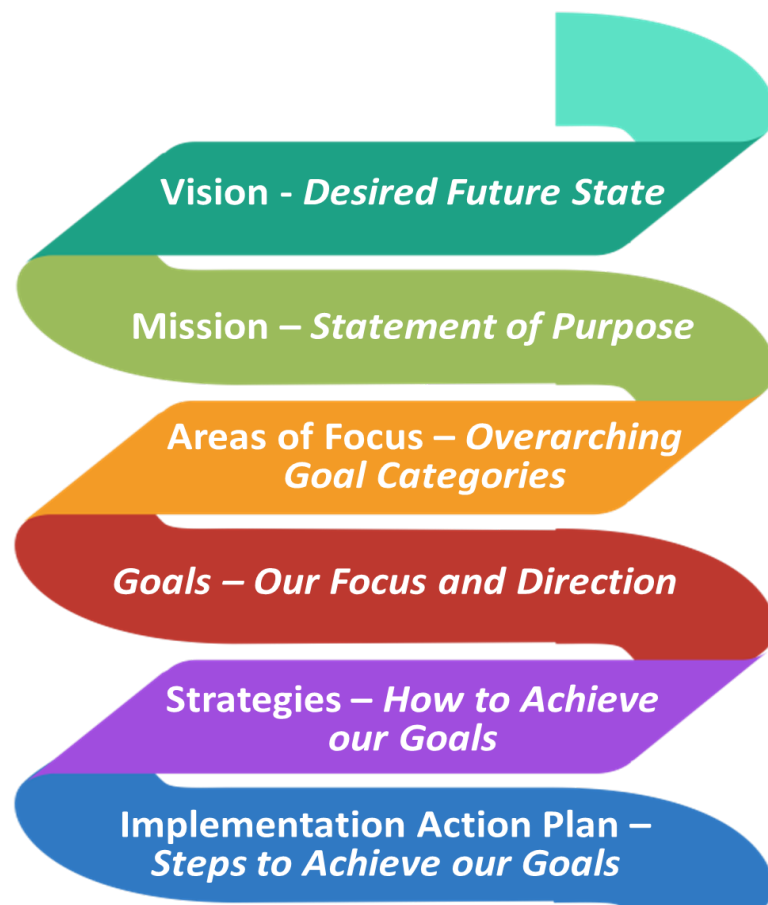 Vision - Desired Future State
Mission – Statement of Purpose
Areas of Focus – Overarching
Goal Categories
Goals – Our Focus and Direction
Strategies – How to Achieve
our Goals
Implementation Action Plan –
Steps to Achieve our Goals